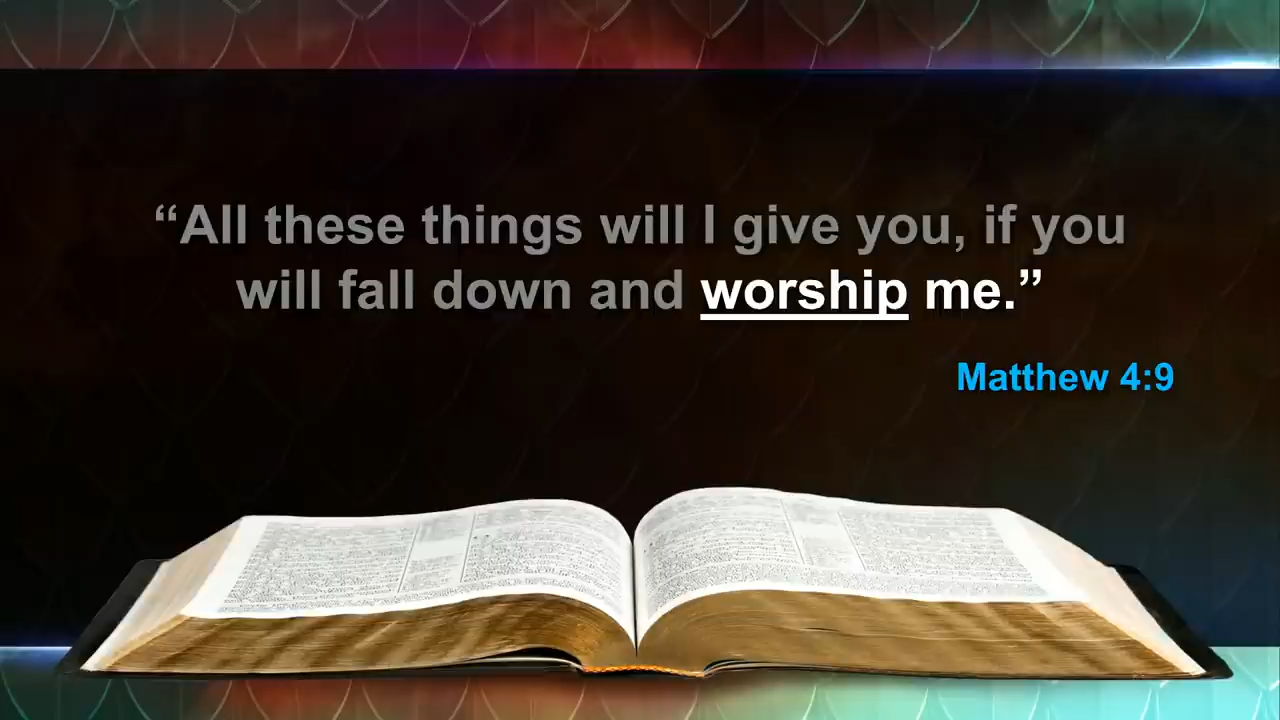 “All these things will I give you, if you
will fall down and worship me.”
Matthew 4:9